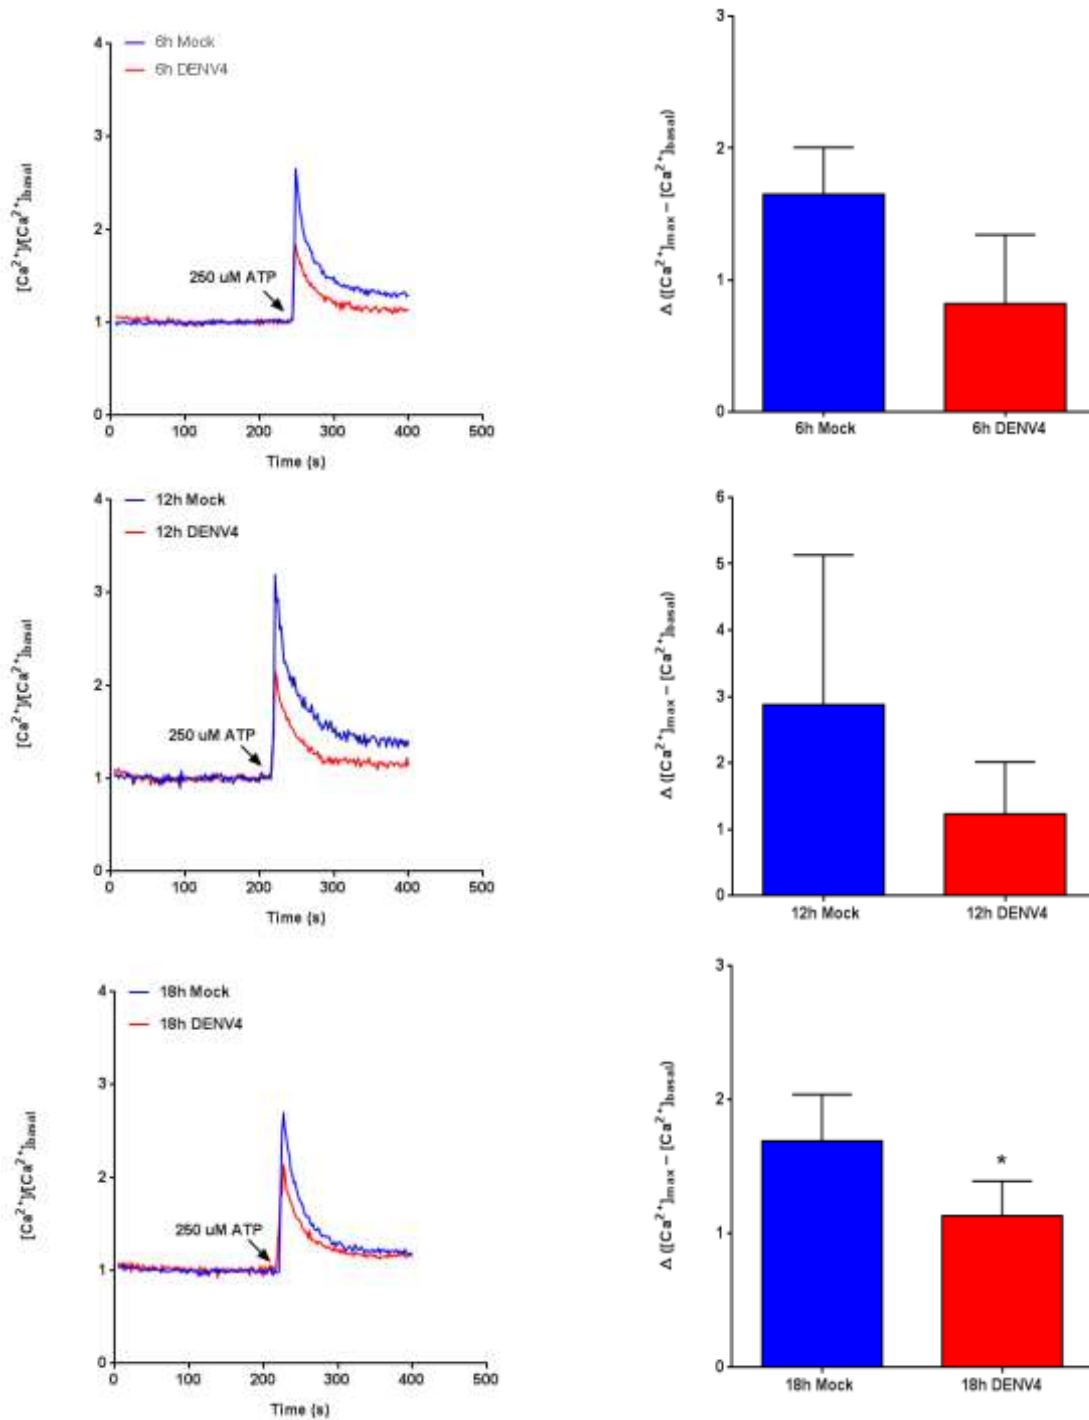 6h Mock
6h DENV4
4
3
2
1
0
[Ca2+]/[Ca2+]basal
250 uM ATP
0 100 200 300 400 500
Time (s)
3
2
1
0
Δ ([Ca2+]max – [Ca2+]basal)
6h Mock 6h DENV4
12h Mock
12h DENV4
4
3
2
1
0
[Ca2+]/[Ca2+]basal
250 uM ATP
0 100 200 300 400 500
Time (s)
6
5
4
3
2
1
0
Δ ([Ca2+]max – [Ca2+]basal)
12h Mock 12h DENV4
18h Mock
18h DENV4
4
3
2
1
0
[Ca2+]/[Ca2+]basal
250 uM ATP
0 100 200 300 400 500
Time (s)
3
2
1
0
Δ ([Ca2+]max – [Ca2+]basal)
*
18h Mock 18h DENV4